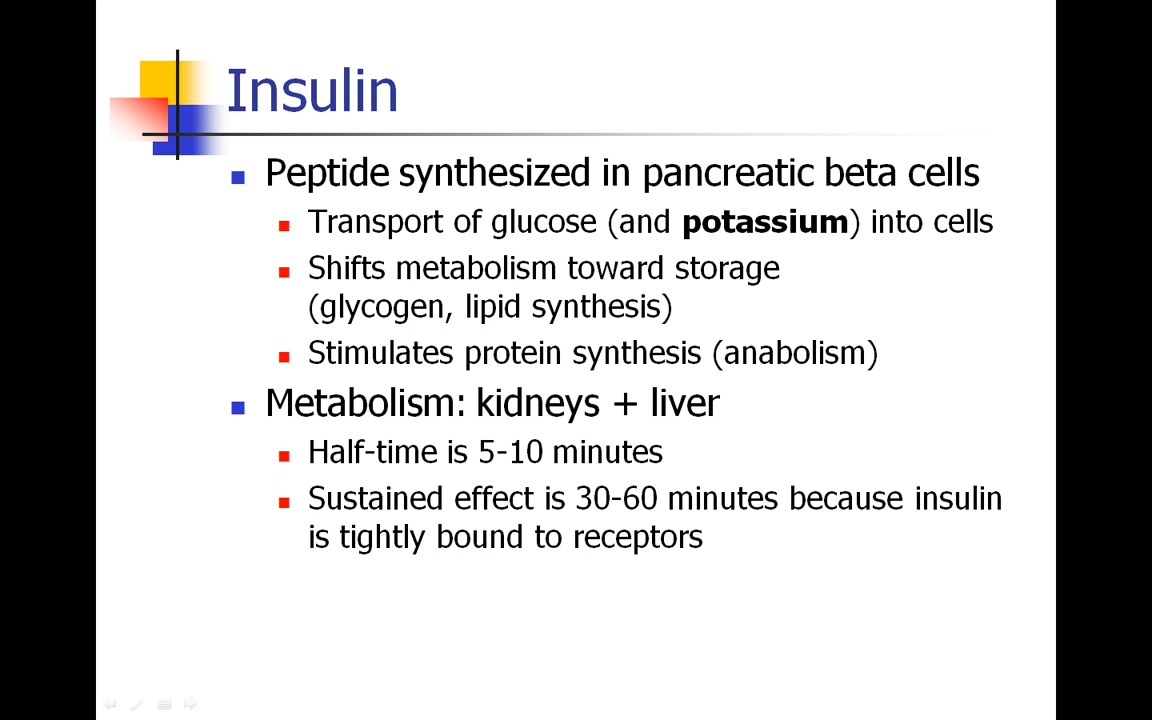 Insulin
Peptide synthesized in pancreatic beta cells
Transport of glucose (and potassium) into cells
Shifts metabolism toward storage
(glycogen, lipid synthesis)
Stimulates protein synthesis (anabolism)
Metabolism: kidneys + liver
Half-time is 5-10 minutes
Sustained effect is 30-60 minutes because insulin
is tightly bound to receptors